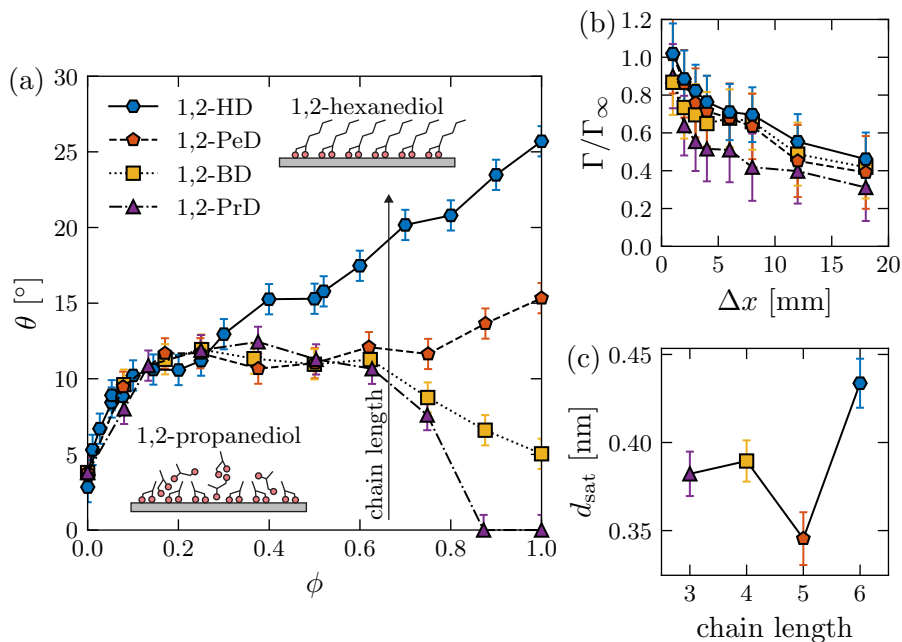 (a)
θ [°]
30
25
20
15
10
5
0
1,2-HD
1,2-PeD
1,2-BD
1,2-PrD
1,2-hexanediol
1,2-propanediol
chain length
0.0 0.2 0.4 0.6 0.8 1.0
ϕ
(b)
Γ/Γ∞
1.2
1.0
0.8
0.6
0.4
0.2
0.0
0 5 10 15 20
Δx [mm]
(c)
d_sat [nm]
0.45
0.40
0.35
3 4 5 6
chain length